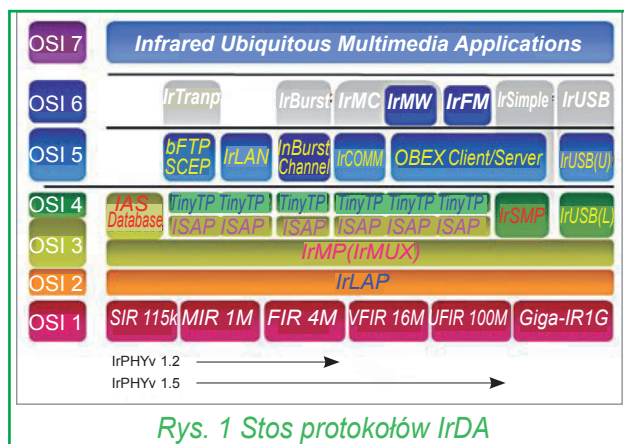 OSI 7 Infrared Ubiquitous Multimedia Applications
OSI 6 IrTranp IrBurst IrMC IrMW IrFM IrSimple IrUSB
OSI 5 bFTP SCEP IrLAN InBurst Channel IrCOMM OBEX Client/Server IrUSB(U)
OSI 4 IAS Database TinyTP TinyTP TinyTP TinyTP TinyTP TinyTP IrSMP IrUSB(L)
ISAP ISAP ISAP ISAP ISAP ISAP
OSI 3 IrMP(IrMUX)
OSI 2 IrLAP
OSI 1 SIR 115k MIR 1M FIR 4M VFIR 16M UFIR 100M Giga-IR1G
IrPHYv 1.2
IrPHYv 1.5
Rys. 1 Stos protokołów IrDA